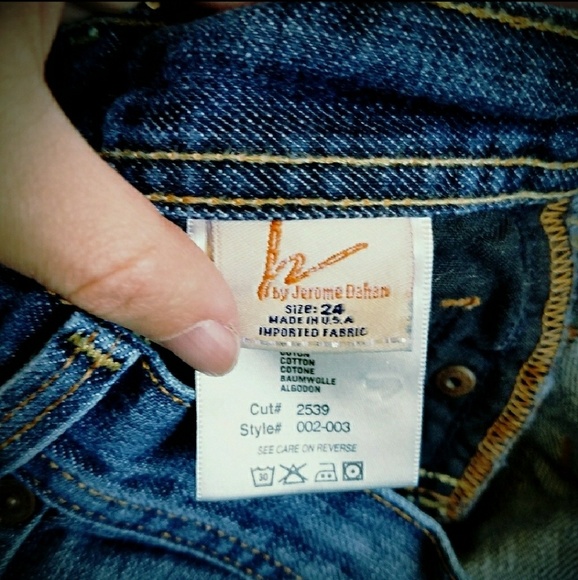 by Jerome Dahan
SIZE: 24
MADE IN U.S.A
IMPORTED FABRIC
COTON
COTTON
COTONE
BAUMWOLLE
ALGODON
Cut# 2539
Style# 002-003
SEE CARE ON REVERSE
30